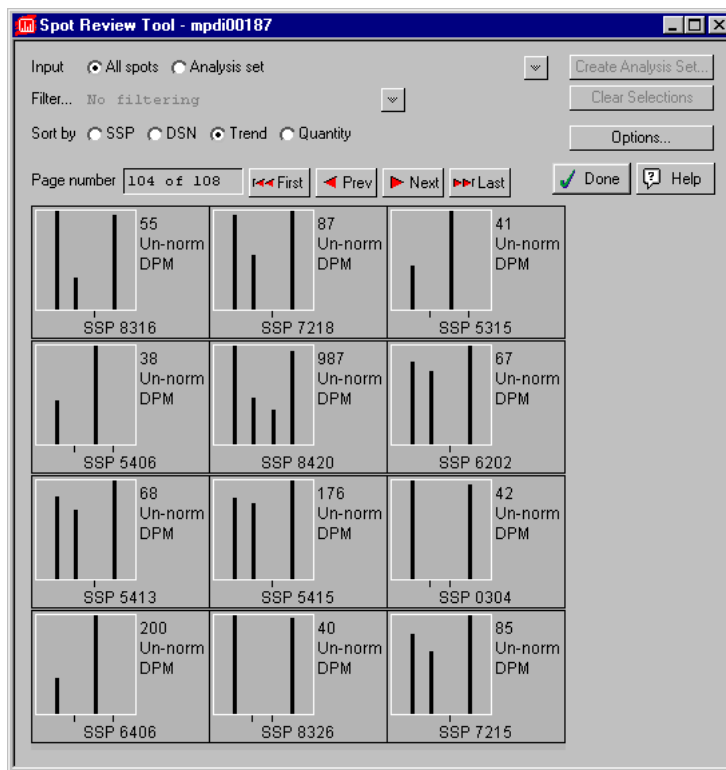 Spot Review Tool - mpdi00187
Input All spots Analysis set Create Analysis Set...
Filter... No filtering Clear Selections
Sort by SSP DSN Trend Quantity Options...
Page number 104 of 108 First Prev Next Last Done Help
55 Un-norm DPM
SSP 8316
87 Un-norm DPM
SSP 7218
41 Un-norm DPM
SSP 5315
38 Un-norm DPM
SSP 5406
987 Un-norm DPM
SSP 8420
67 Un-norm DPM
SSP 6202
68 Un-norm DPM
SSP 5413
176 Un-norm DPM
SSP 5415
42 Un-norm DPM
SSP 0304
200 Un-norm DPM
SSP 6406
40 Un-norm DPM
SSP 8326
85 Un-norm DPM
SSP 7215